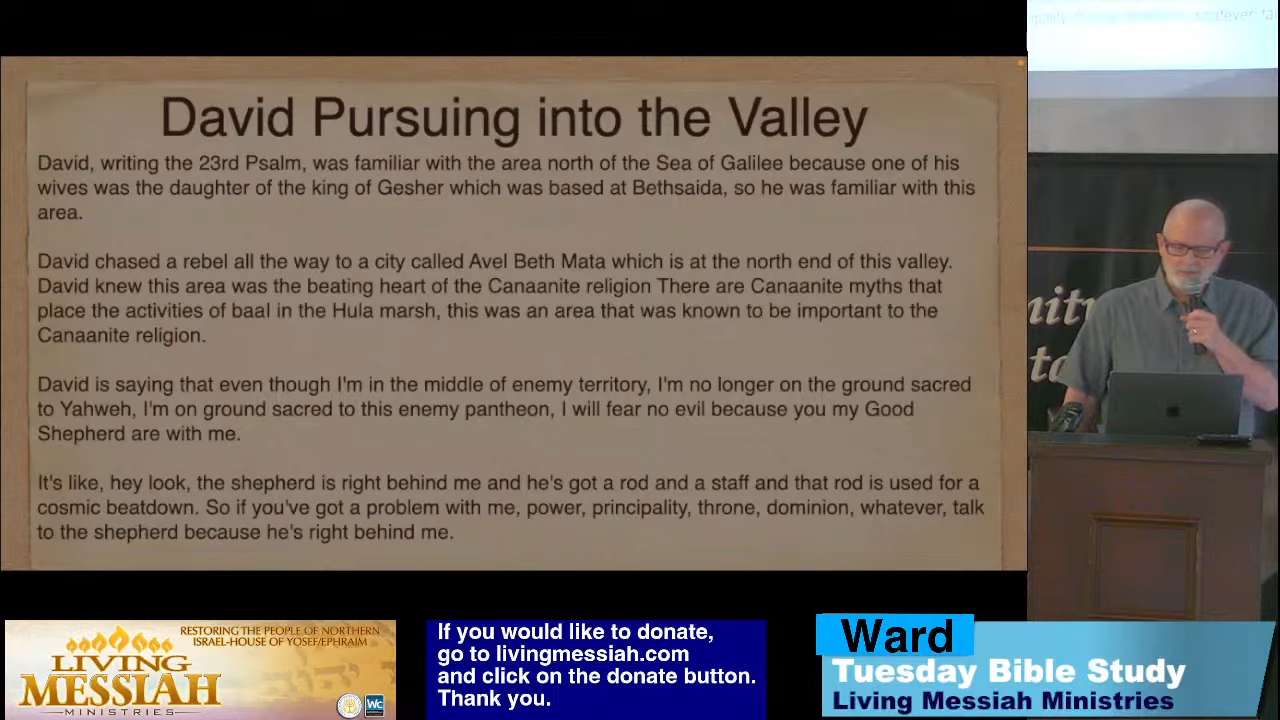 David Pursuing into the Valley
David, writing the 23rd Psalm, was familiar with the area north of the Sea of Galilee because one of his
wives was the daughter of the king of Gesher which was based at Bethsaida, so he was familiar with this
area.
David chased a rebel all the way to a city called Avel Beth Mata which is at the north end of this valley.
David knew this area was the beating heart of the Canaanite religion There are Canaanite myths that
place the activities of baal in the Hula marsh, this was an area that was known to be important to the
Canaanite religion.
David is saying that even though I'm in the middle of enemy territory, I'm no longer on the ground sacred
to Yahweh, I'm on ground sacred to this enemy pantheon, I will fear no evil because you my Good
Shepherd are with me.
It's like, hey look, the shepherd is right behind me and he's got a rod and a staff and that rod is used for a
cosmic beatdown. So if you've got a problem with me, power, principality, throne, dominion, whatever, talk
to the shepherd because he's right behind me.
RESTORING THE PEOPLE OF NORTHERN
ISRAEL-HOUSE OF YOSEF/EPHRAIM
LIVING
MESSIAH
MINISTRIES
Wc
If you would like to donate,
go to livingmessiah.com
and click on the donate button.
Thank you.
Ward
Tuesday Bible Study
Living Messiah Ministries